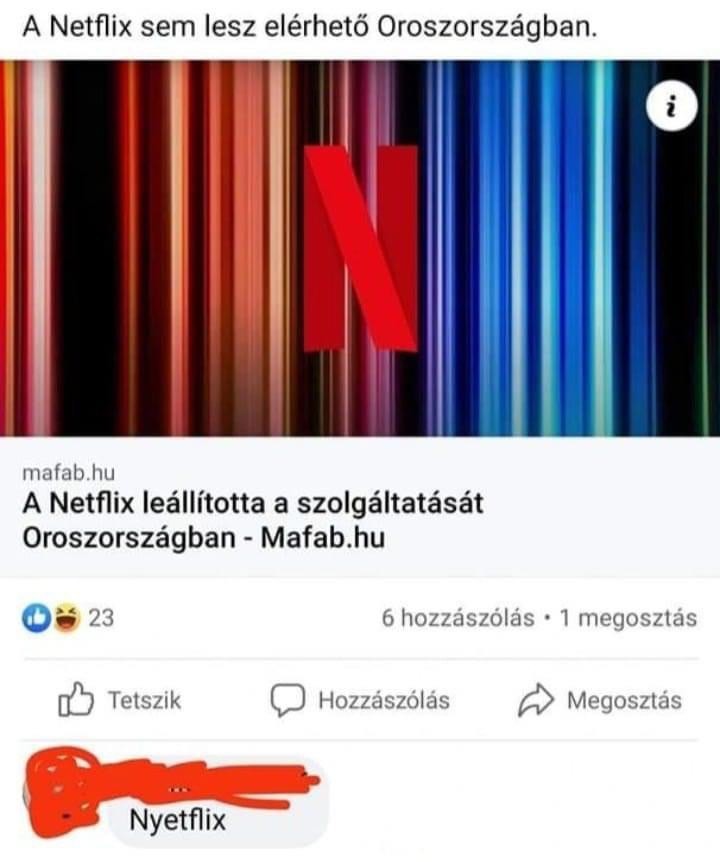 A Netflix sem lesz elérhető Oroszországban.
N
i
mafab.hu
A Netflix leállította a szolgáltatását
Oroszországban - Mafab.hu
23
6 hozzászólás • 1 megosztás
Tetszik
Hozzászólás
Megosztás
...
Nyetflix